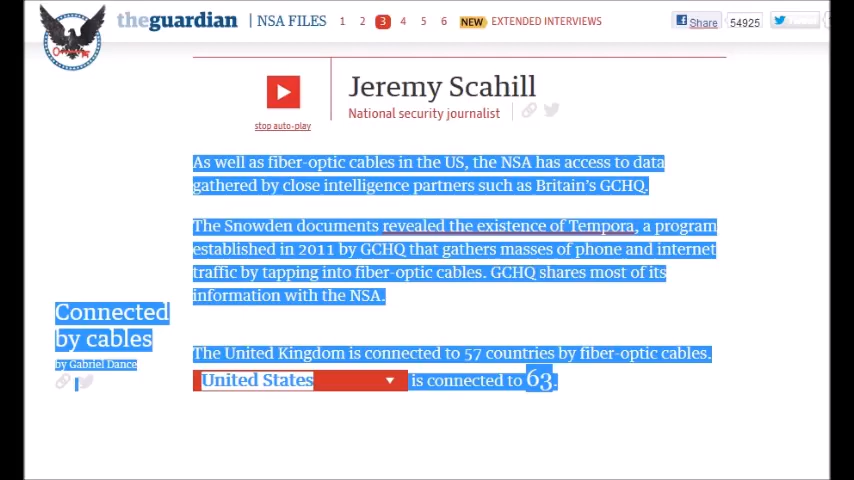 theguardian | NSA FILES 1 2 3 4 5 6 NEW EXTENDED INTERVIEWS Share 54925
Jeremy Scahill
National security journalist
stop auto-play
As well as fiber-optic cables in the US, the NSA has access to data
gathered by close intelligence partners such as Britain's GCHQ.
The Snowden documents revealed the existence of Tempora, a program
established in 2011 by GCHQ that gathers masses of phone and internet
traffic by tapping into fiber-optic cables. GCHQ shares most of its
information with the NSA.
Connected
by cables
by Gabriel Dance
The United Kingdom is connected to 57 countries by fiber-optic cables.
United States is connected to 63.